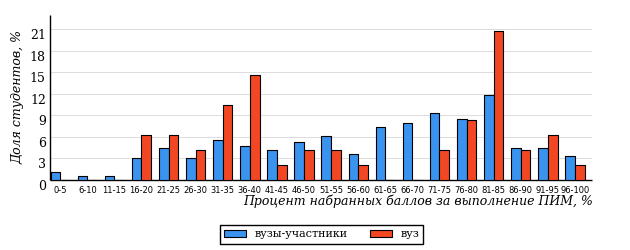 Доля студентов, %
21
18
15
12
9
6
3
0
0-5 6-10 11-15 16-20 21-25 26-30 31-35 36-40 41-45 46-50 51-55 56-60 61-65 66-70 71-75 76-80 81-85 86-90 91-95 96-100
Процент набранных баллов за выполнение ПИМ, %
вузы-участники вуз